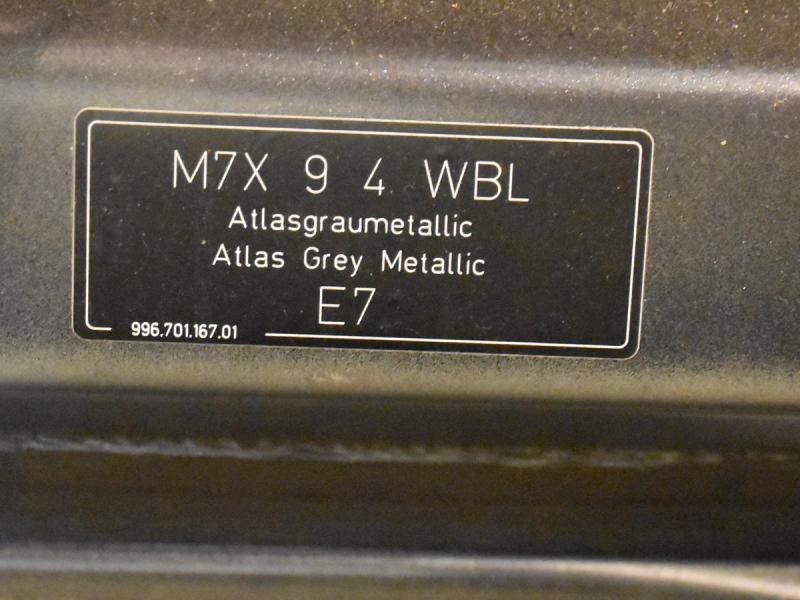 M7X 9 4 WBL
Atlasgraumetallic
Atlas Grey Metallic
E7
996.701.167.01